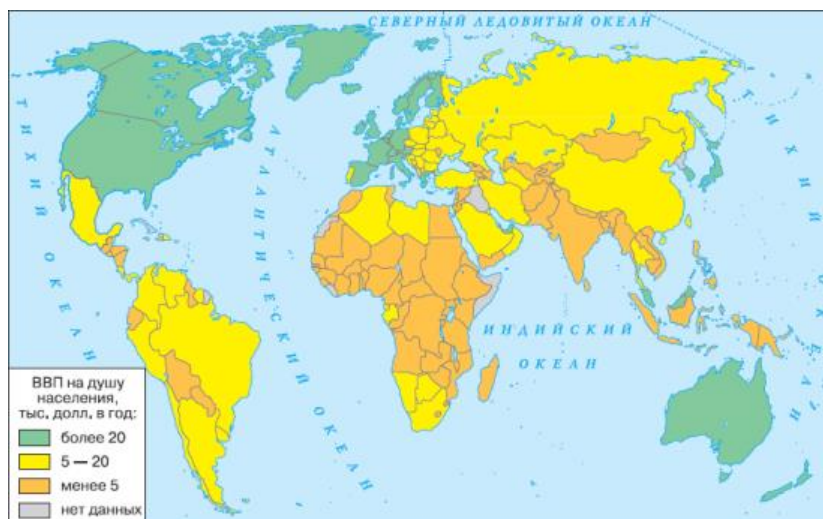 СЕВЕРНЫЙ ЛЕДОВИТЫЙ ОКЕАН
ТИХИЙ ОКЕАН
АТЛАНТИЧЕСКИЙ ОКЕАН
ТИХИЙ ОКЕАН
ИНДИЙСКИЙ
ОКЕАН
ВВП на душу
населения,
тыс, долл, в год:
более 20
5 — 20
менее 5
нет данных